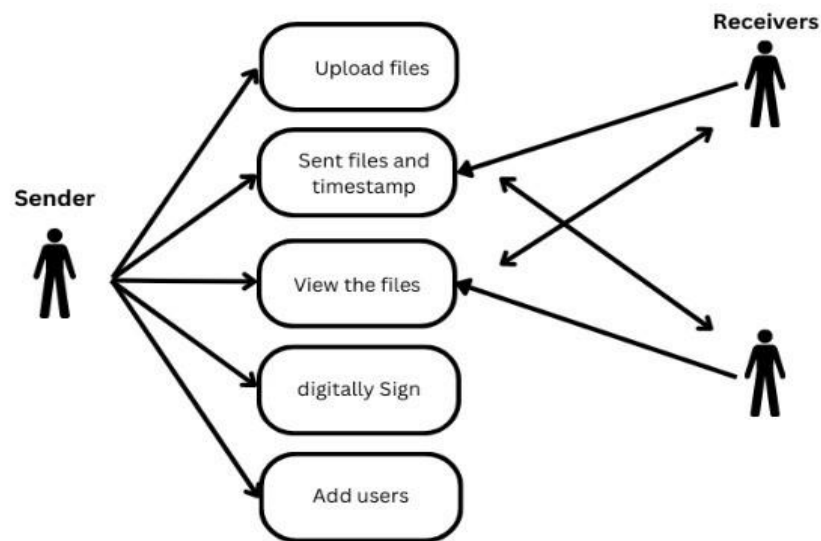 Receivers
Upload files
Sent files and
timestamp
Sender
View the files
digitally Sign
Add users